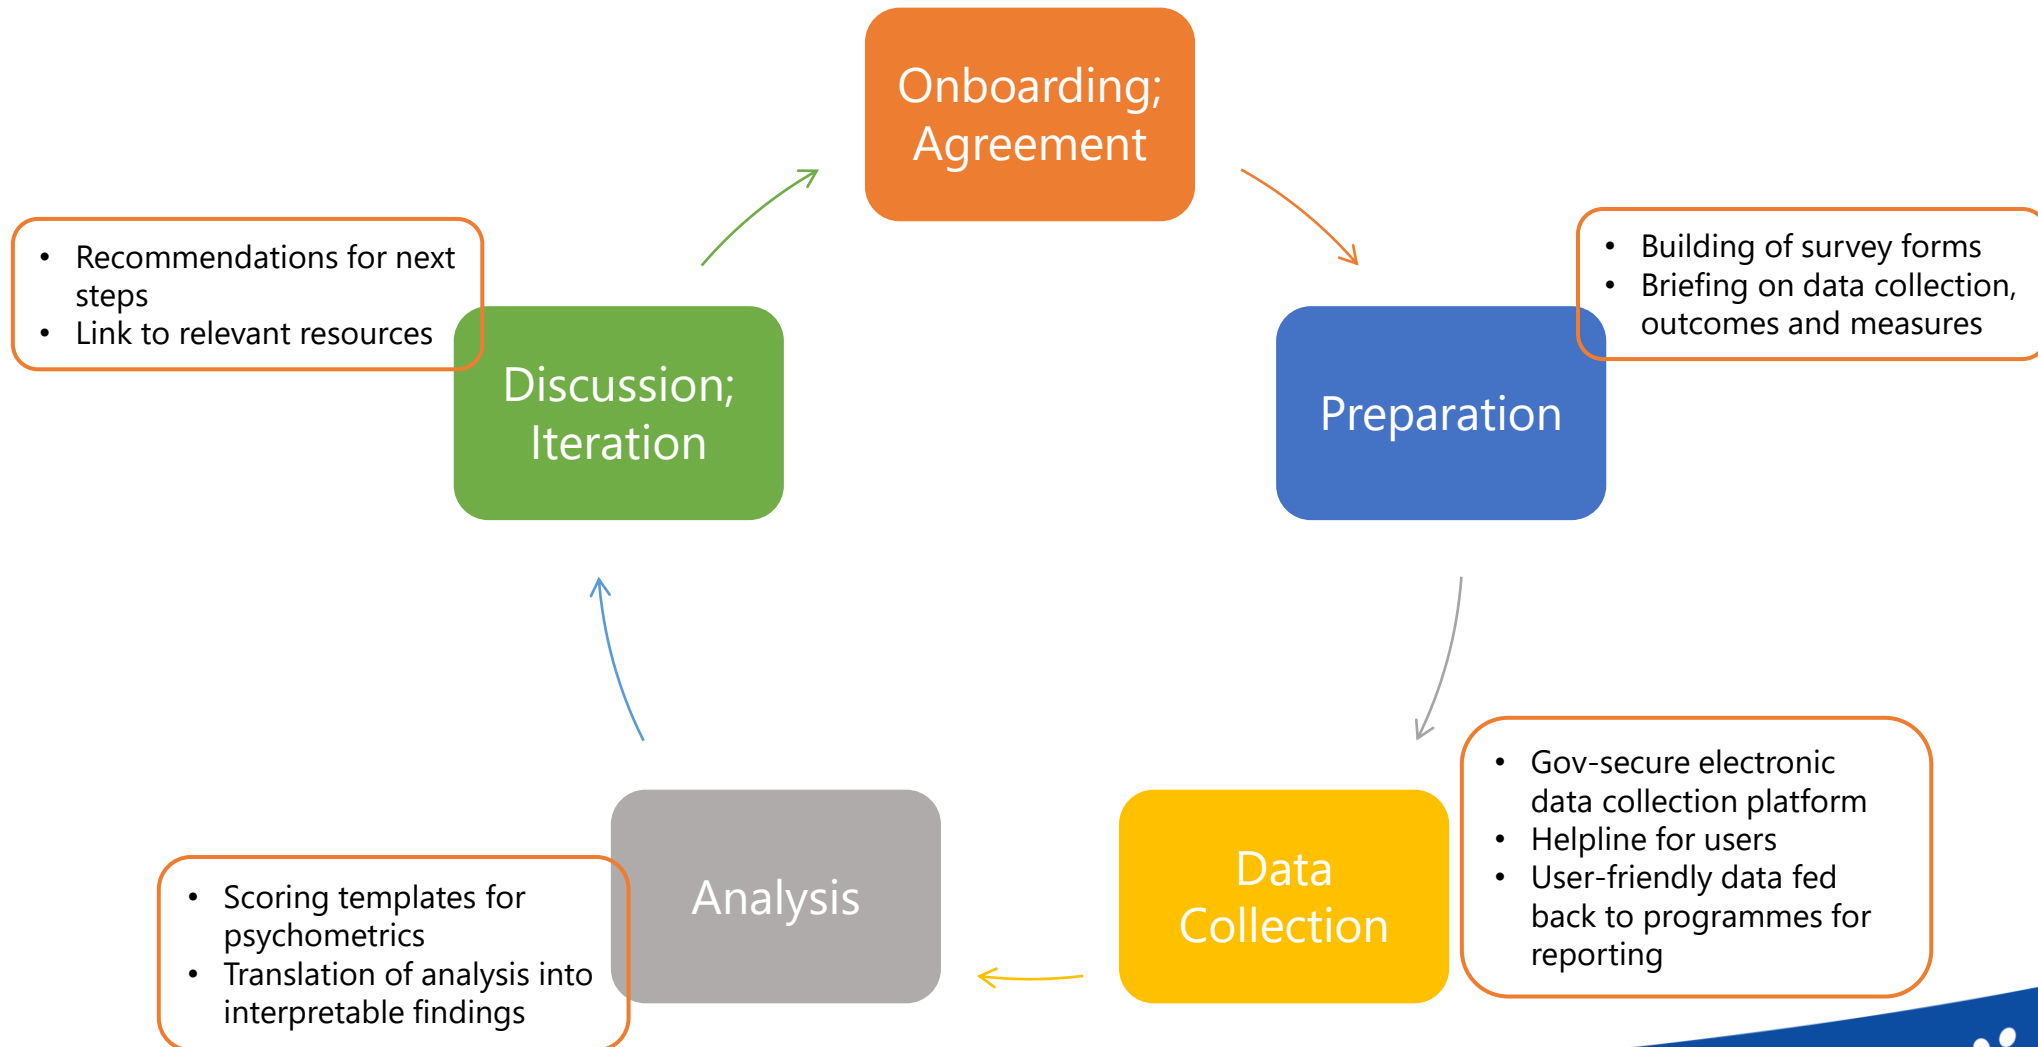 Onboarding;
Agreement
• Building of survey forms
• Briefing on data collection,
outcomes and measures
Preparation
• Gov-secure electronic
data collection platform
• Helpline for users
• User-friendly data fed
back to programmes for
reporting
Data
Collection
Analysis
• Scoring templates for
psychometrics
• Translation of analysis into
interpretable findings
• Recommendations for next
steps
• Link to relevant resources
Discussion;
Iteration